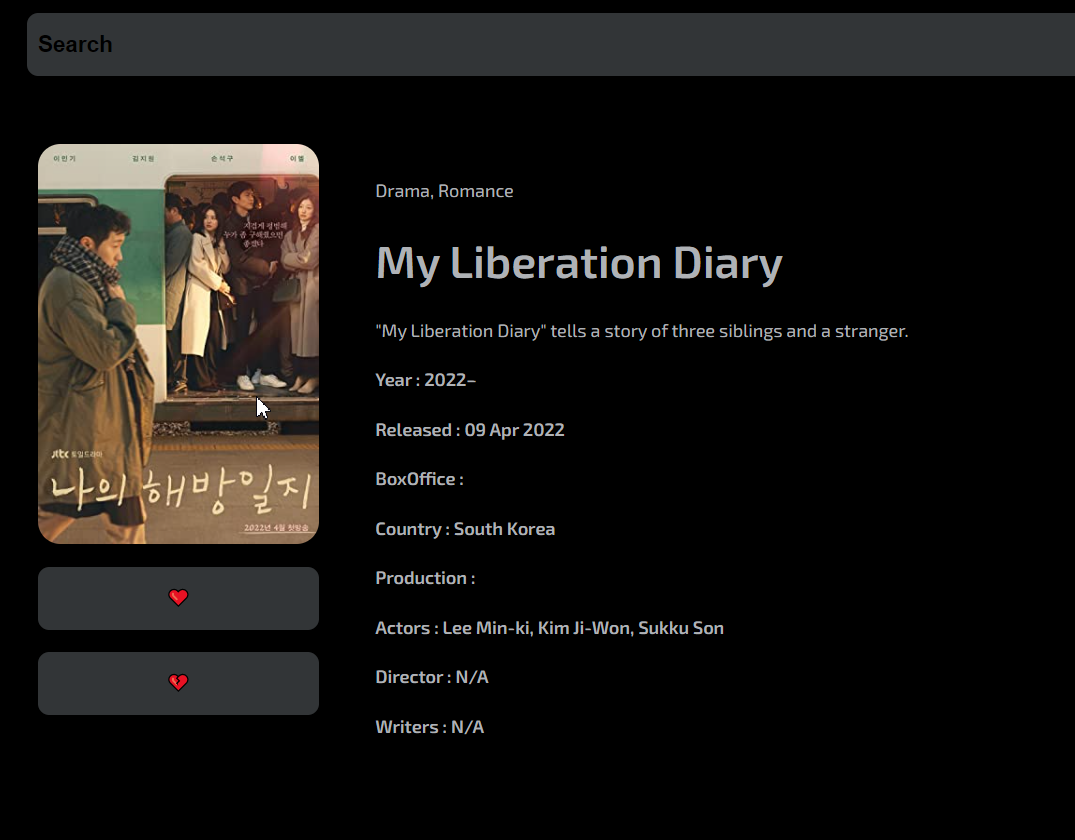 Search
이민기 김지원 손석구 이엘
지겹게 평범해
누가 좀 구해줬으면
좋겠다
jtbc 토일드라마
나의 해방일지
2022년 4월 첫방송
Drama, Romance
My Liberation Diary
"My Liberation Diary" tells a story of three siblings and a stranger.
Year : 2022–
Released : 09 Apr 2022
BoxOffice :
Country : South Korea
Production :
Actors : Lee Min-ki, Kim Ji-Won, Sukku Son
Director : N/A
Writers : N/A